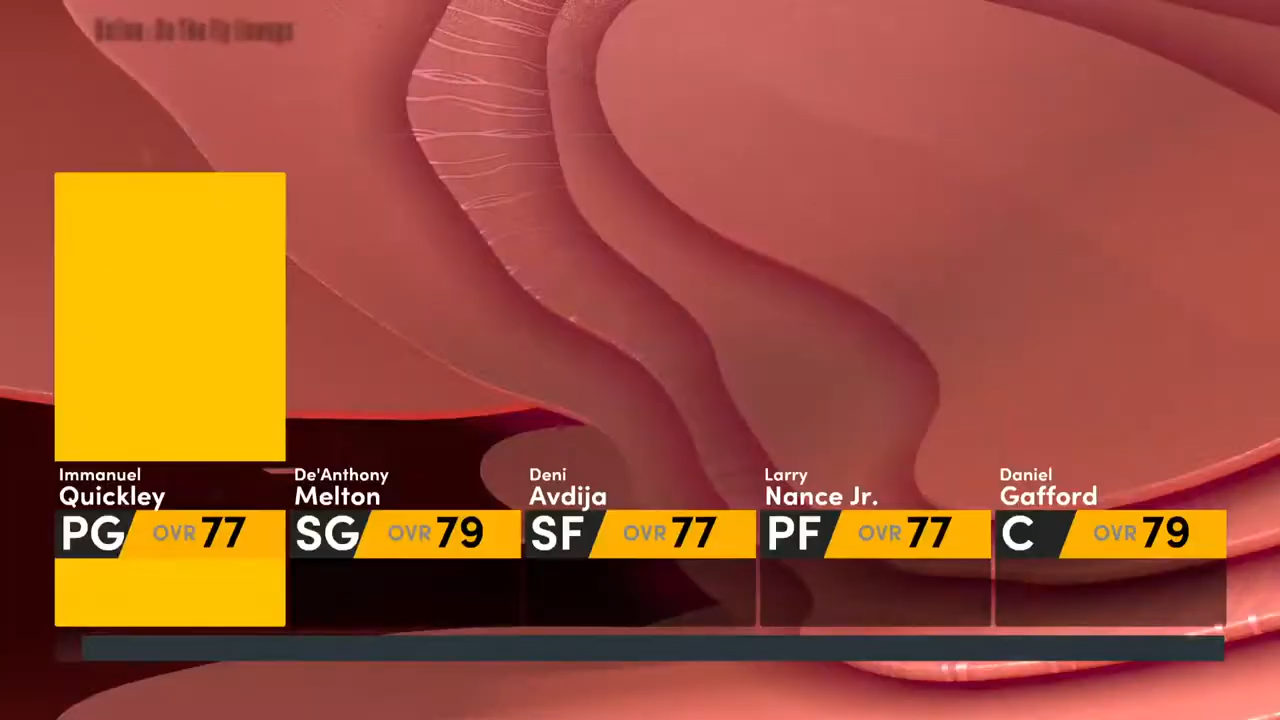 Immanuel
Quickley
PG OVR 77
De'Anthony
Melton
SG OVR 79
Deni
Avdija
SF OVR 77
Larry
Nance Jr.
PF OVR 77
Daniel
Gafford
C OVR 79